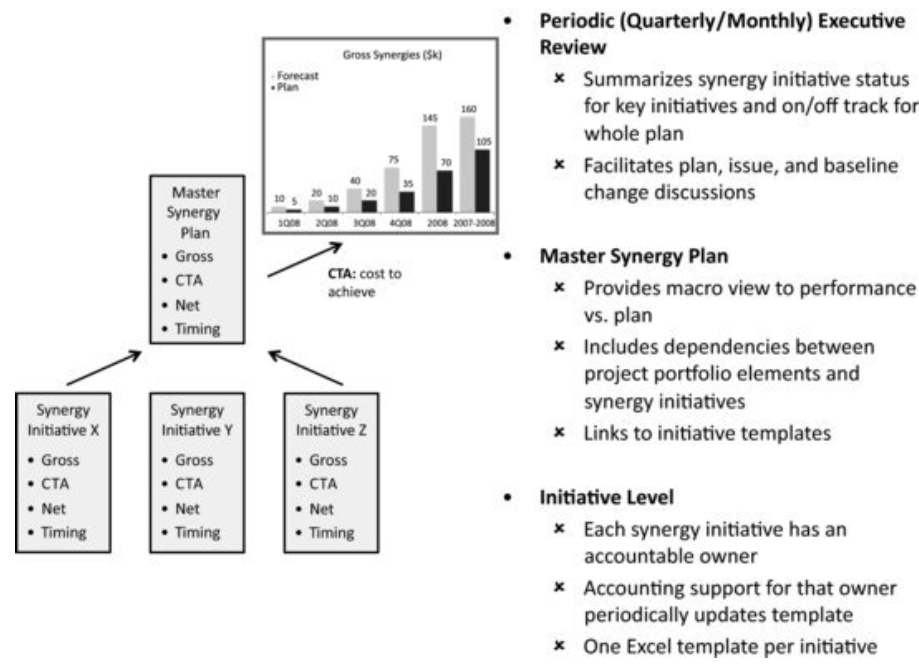 Gross Synergies ($k)
Forecast
Plan
10 5 20 10 40 20 75 35 145 70 160 105
1Q08 2Q08 3Q08 4Q08 2008 2007-2008
Master
Synergy
Plan
• Gross
• CTA
• Net
• Timing
CTA: cost to
achieve
Synergy
Initiative X
• Gross
• CTA
• Net
• Timing
Synergy
Initiative Y
• Gross
• CTA
• Net
• Timing
Synergy
Initiative Z
• Gross
• CTA
• Net
• Timing
• Periodic (Quarterly/Monthly) Executive
Review
× Summarizes synergy initiative status
for key initiatives and on/off track for
whole plan
× Facilitates plan, issue, and baseline
change discussions
• Master Synergy Plan
× Provides macro view to performance
vs. plan
× Includes dependencies between
project portfolio elements and
synergy initiatives
× Links to initiative templates
• Initiative Level
× Each synergy initiative has an
accountable owner
× Accounting support for that owner
periodically updates template
× One Excel template per initiative